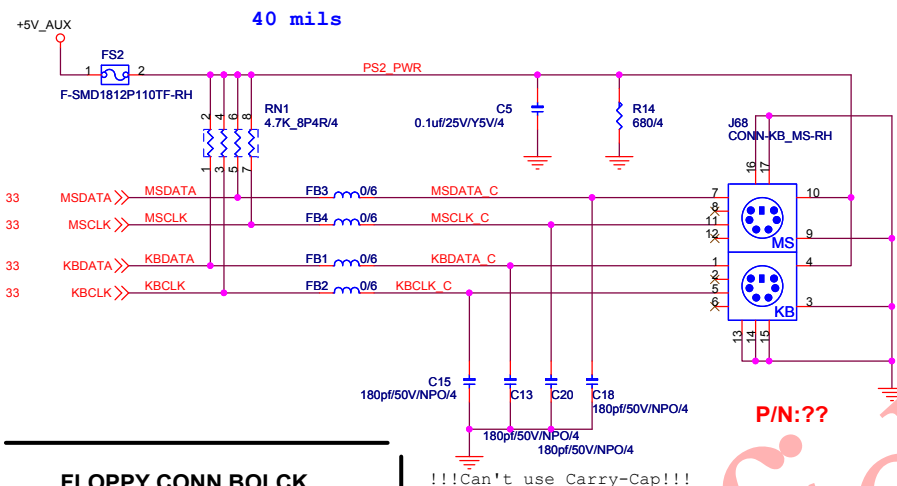 40 mils
+5V_AUX
FS2
1 2
F-SMD1812P110TF-RH
PS2_PWR
2 4 6 8
RN1
4.7K_8P4R/4
1 3 5 7
C5
0.1uf/25V/Y5V/4
R14
680/4
J68
CONN-KB_MS-RH
16 17
33 MSDATA MSDATA FB3 0/6 MSDATA_C 7 10
8
33 MSCLK MSCLK FB4 0/6 MSCLK_C 11
12 MS 9
33 KBDATA KBDATA FB1 0/6 KBDATA_C 1 4
2
33 KBCLK KBCLK FB2 0/6 KBCLK_C 5
6 KB 3
13 14 15
C15
180pf/50V/NPO/4
C13 C20 C18
180pf/50V/NPO/4
180pf/50V/NPO/4
180pf/50V/NPO/4
P/N:??
FLOPPY CONN BOLCK
!!!Can't use Carry-Cap!!!